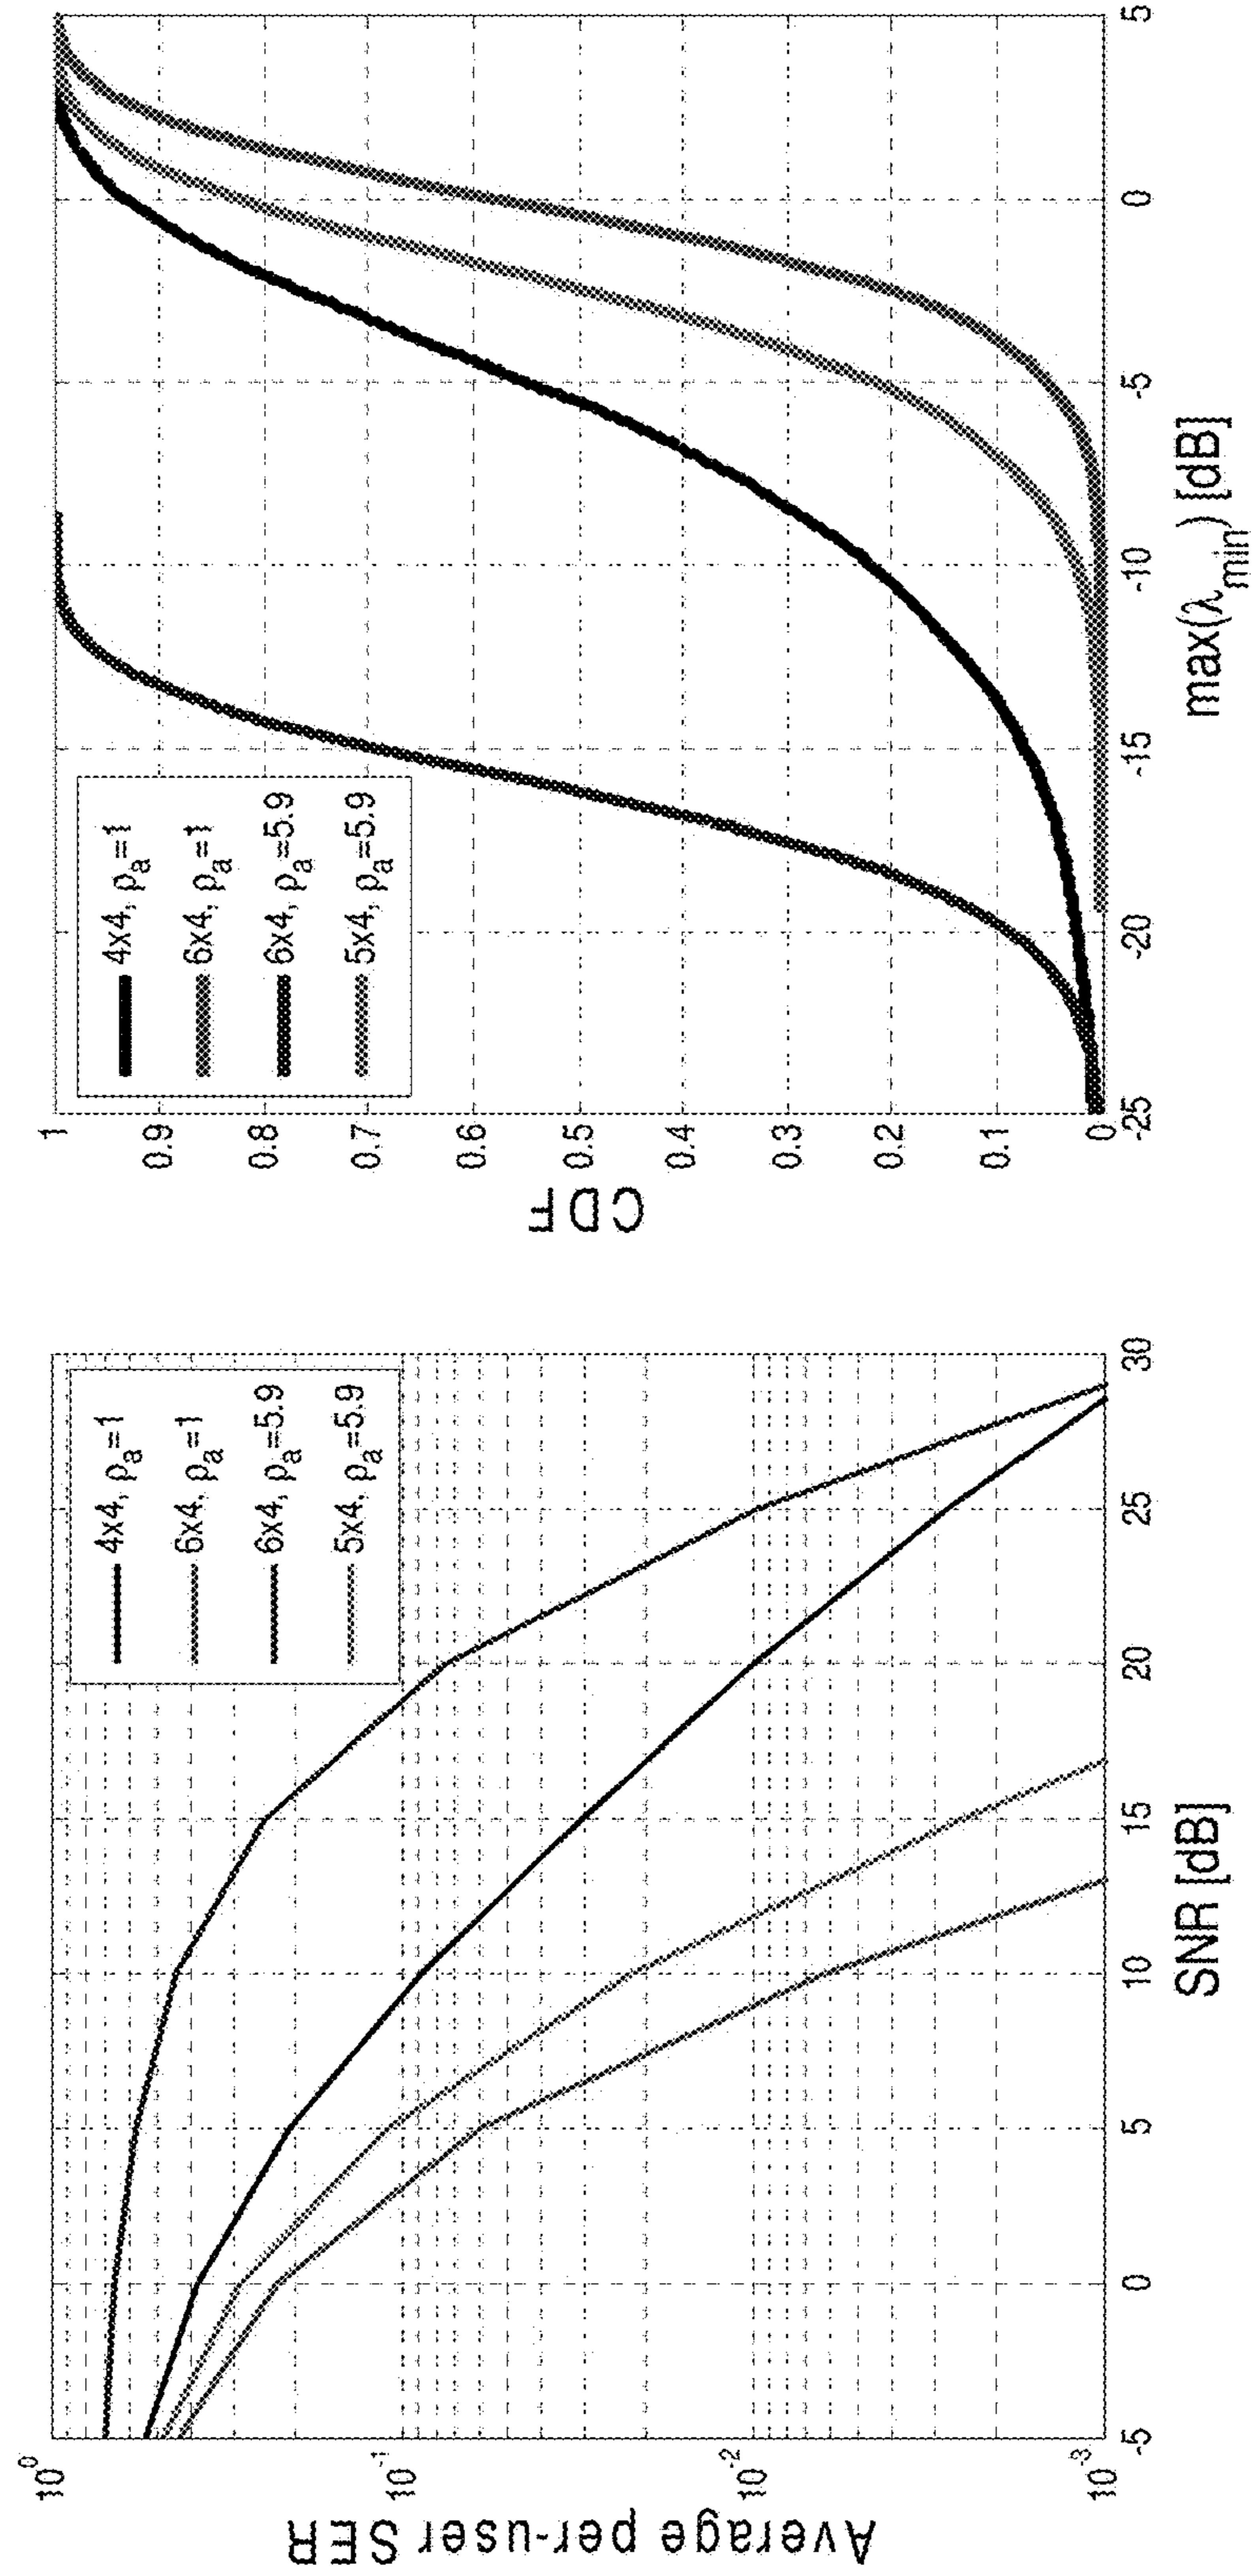 Average per-user SER
10^0
10^-1
10^-2
10^-3
4x4, ρa=1
6x4, ρa=1
6x4, ρa=5.9
5x4, ρa=5.9
-5
0
5
10
15
20
25
30
SNR [dB]
CDF
1
0.9
0.8
0.7
0.6
0.5
0.4
0.3
0.2
0.1
0
4x4, ρa=1
6x4, ρa=1
6x4, ρa=5.9
5x4, ρa=5.9
-25
-20
-15
-10
-5
0
5
max(λmin) [dB]